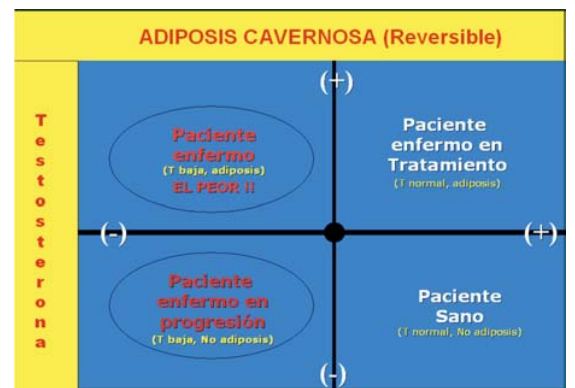 ADIPOSIS CAVERNOSA (Reversible)
Testosterona
(+)
Paciente
enfermo
(T baja, adiposis)
EL PEOR !!
Paciente
enfermo en
Tratamiento
(T normal, adiposis)
(-)
(+)
Paciente
enfermo en
progresión
(T baja, No adiposis)
Paciente
Sano
(T normal, No adiposis)
(-)